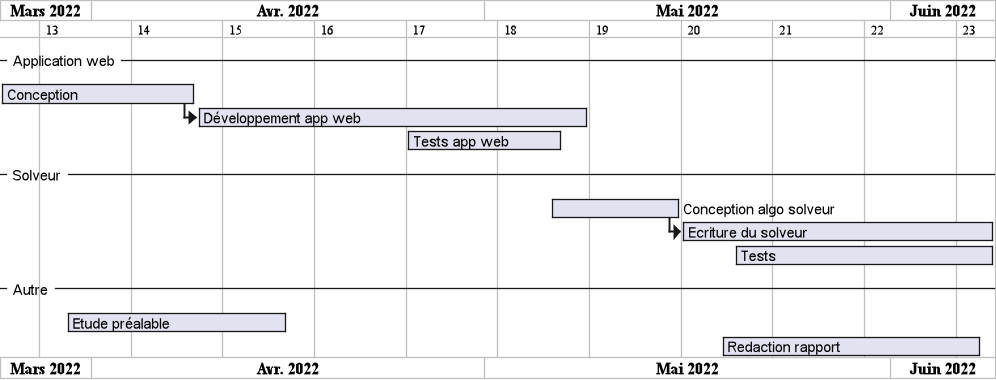 Mars 2022 Avr. 2022 Mai 2022 Juin 2022
13 14 15 16 17 18 19 20 21 22 23
Application web
Conception
Développement app web
Tests app web
Solveur
Conception algo solveur
Ecriture du solveur
Tests
Autre
Etude préalable
Redaction rapport
Mars 2022 Avr. 2022 Mai 2022 Juin 2022